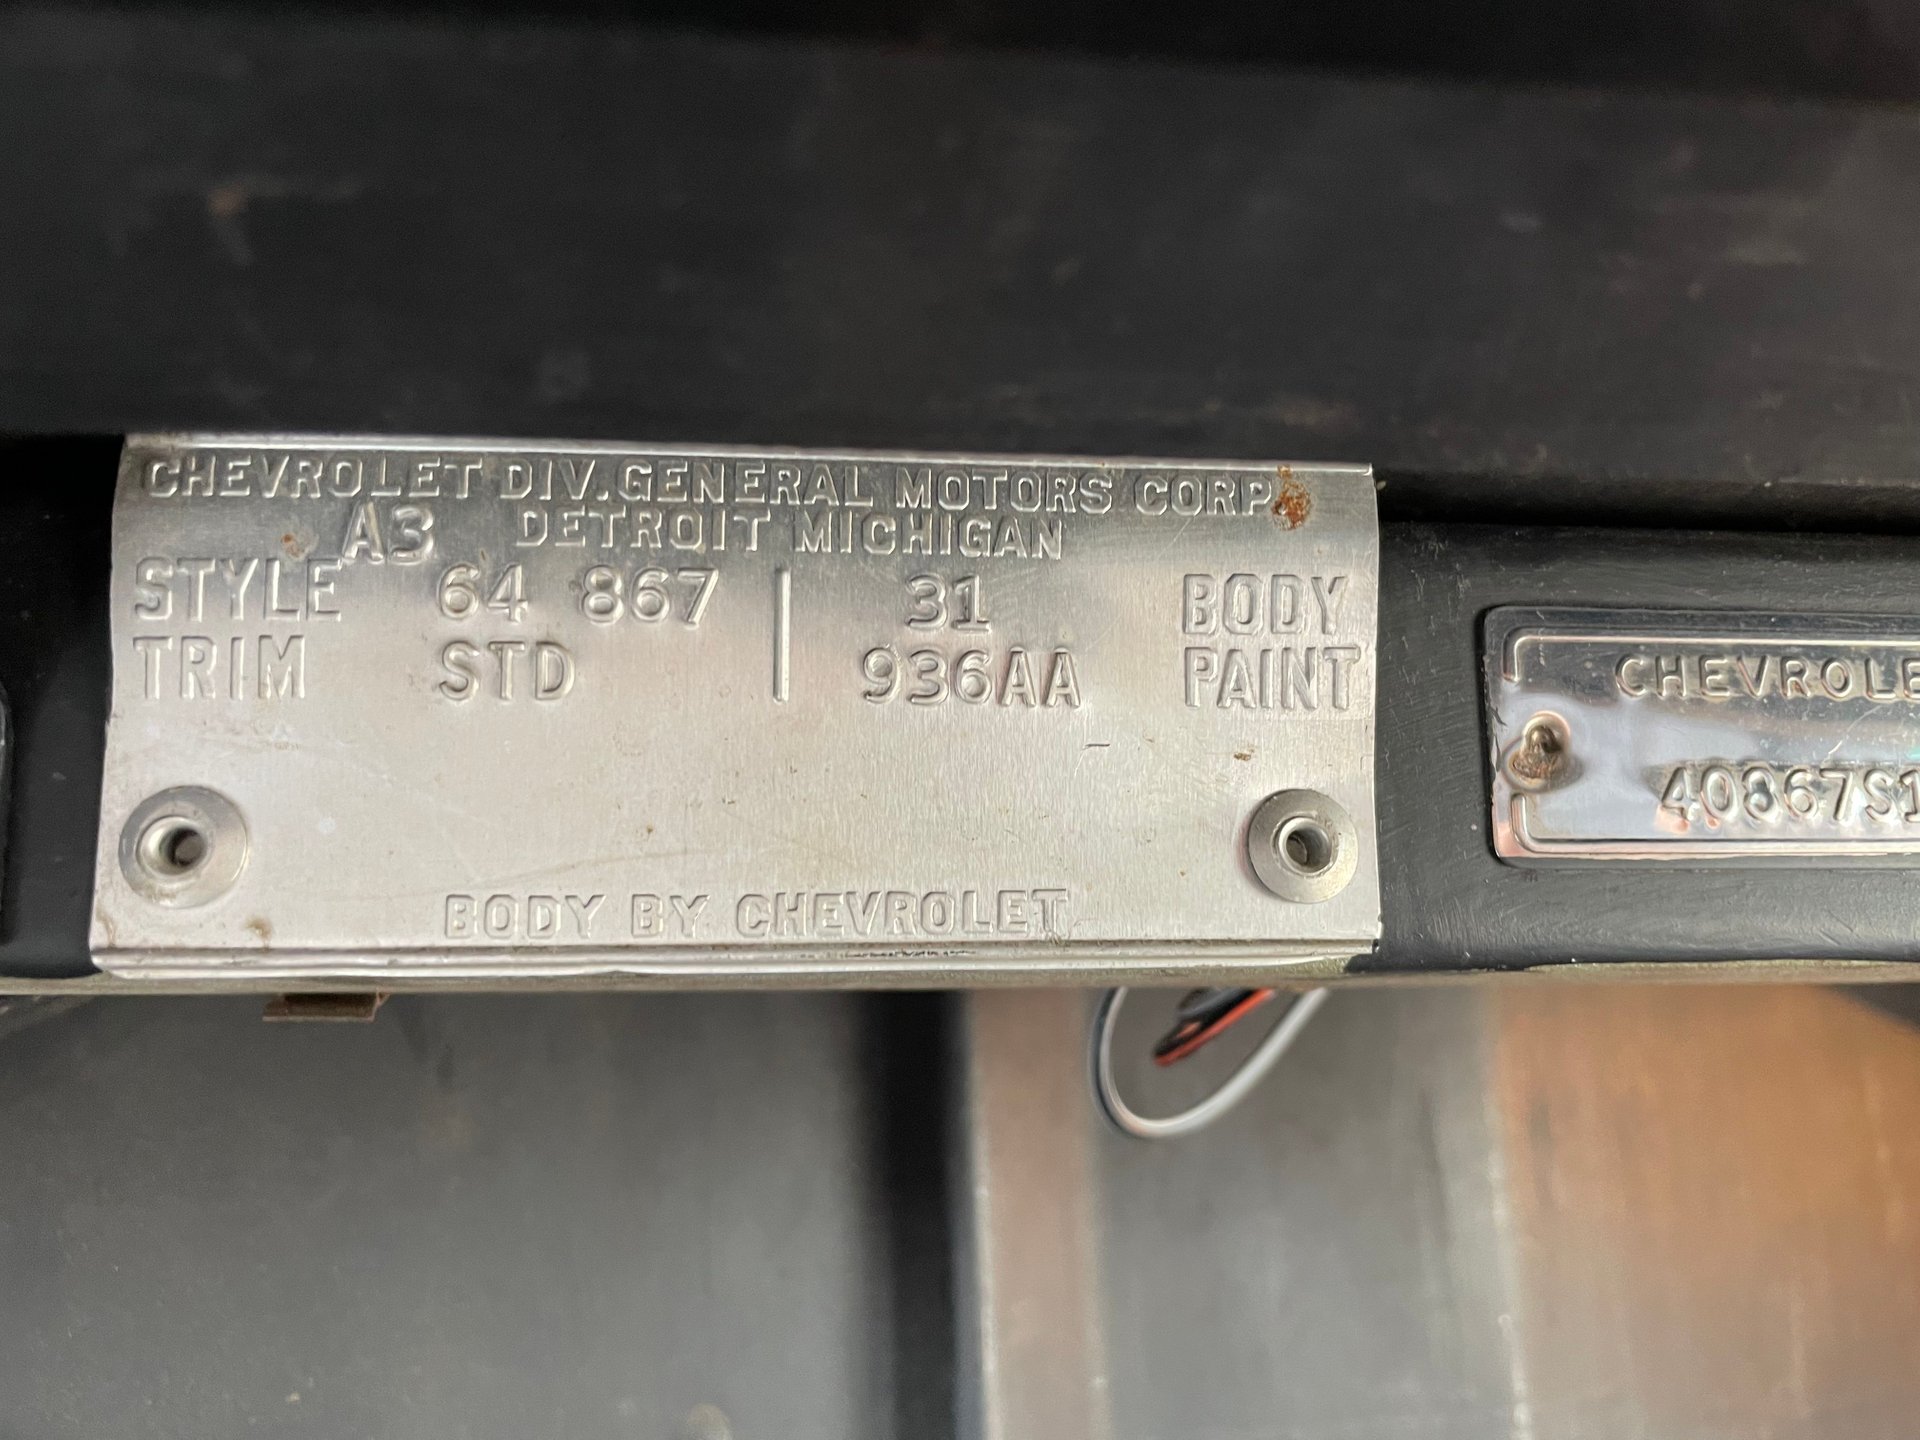 CHEVROLET DIV. GENERAL MOTORS CORP.
A3 DETROIT MICHIGAN
STYLE 64 867 | 31 BODY
TRIM STD | 936AA PAINT
BODY BY CHEVROLET
CHEVROLE
40867S1